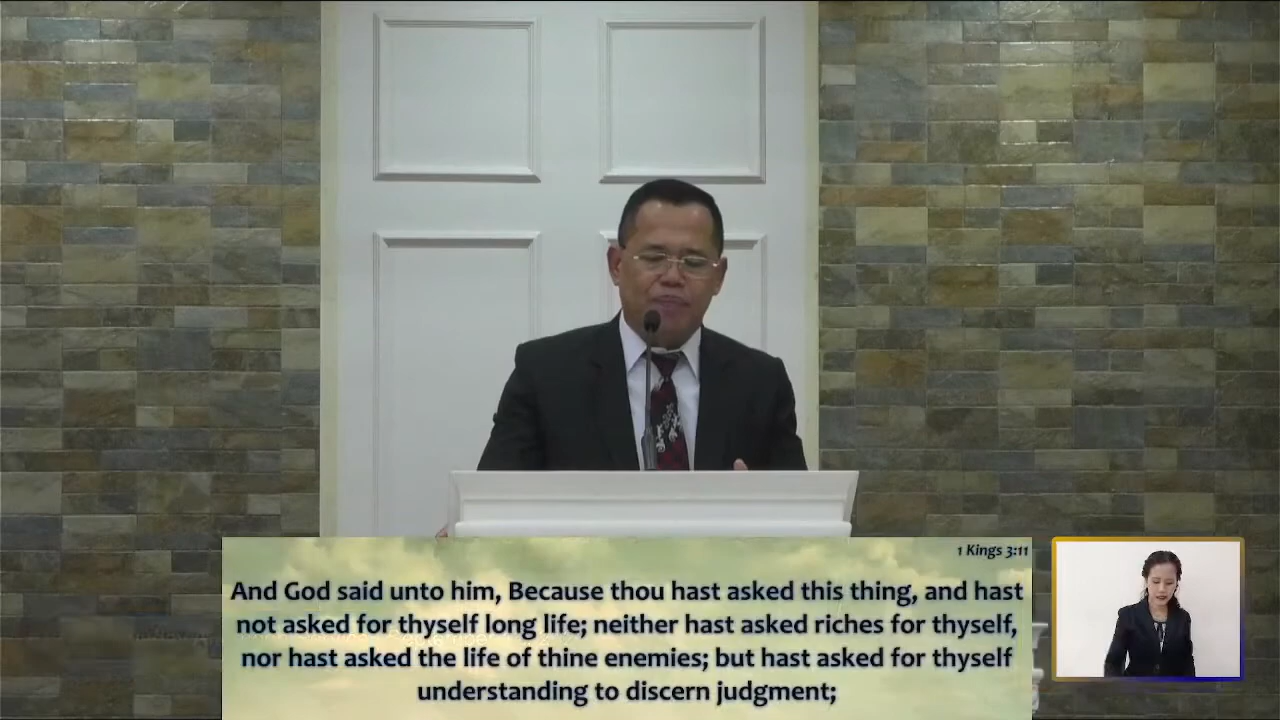 1 Kings 3:11
And God said unto him, Because thou hast asked this thing, and hast
not asked for thyself long life; neither hast asked riches for thyself,
nor hast asked the life of thine enemies; but hast asked for thyself
understanding to discern judgment;